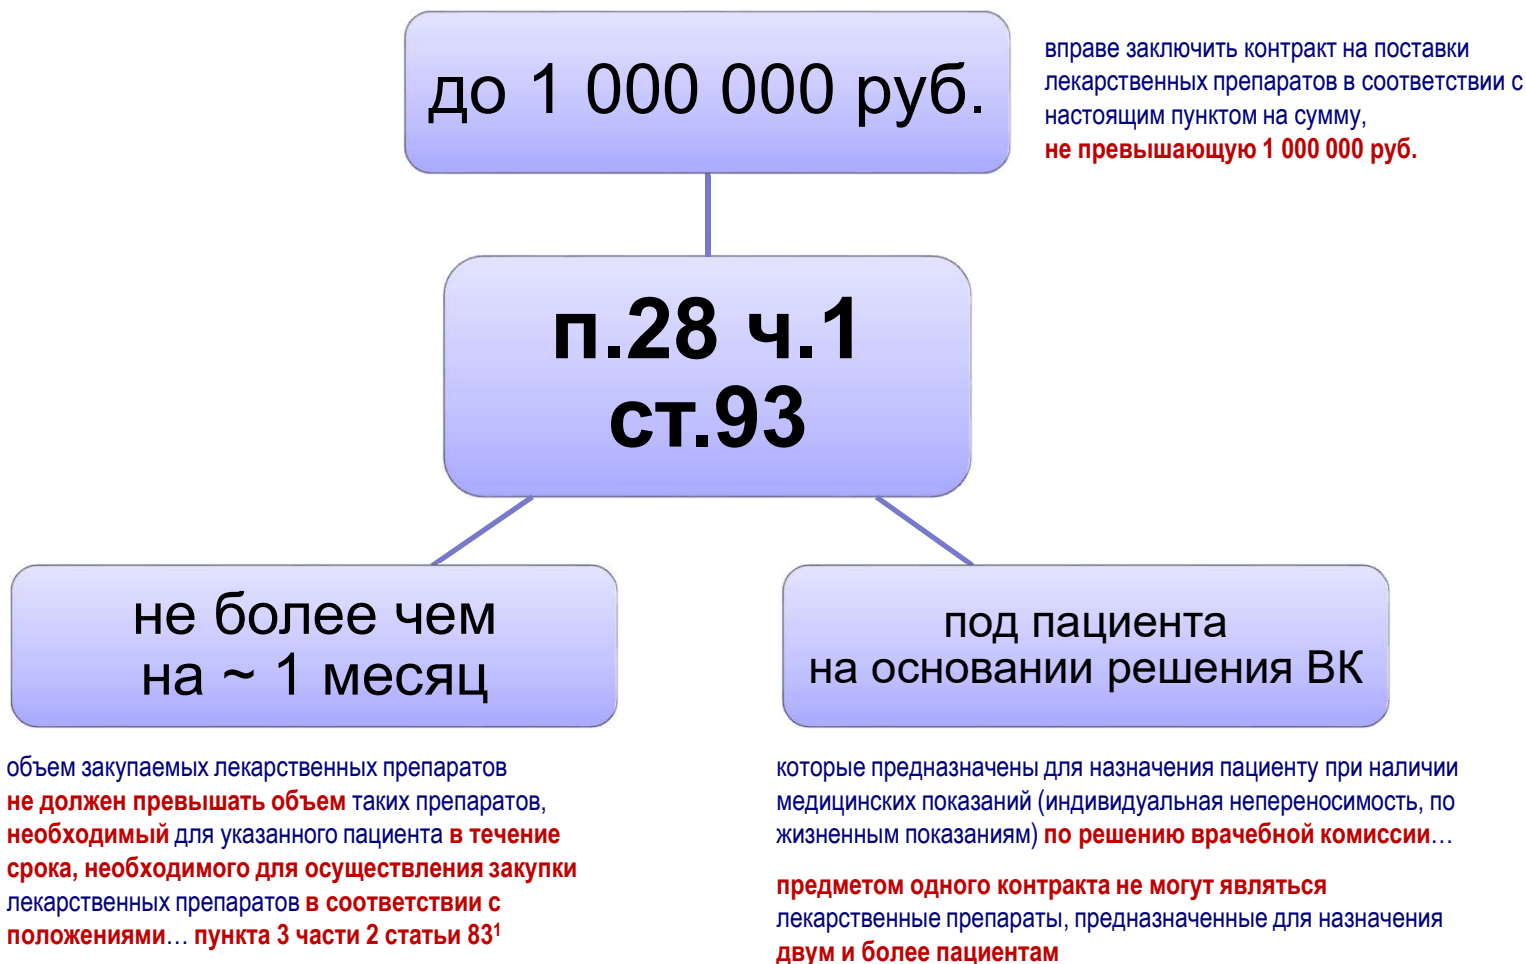 до 1 000 000 руб.
вправе заключить контракт на поставки
лекарственных препаратов в соответствии с
настоящим пунктом на сумму,
не превышающую 1 000 000 руб.
п.28 ч.1
ст.93
не более чем
на ~ 1 месяц
под пациента
на основании решения ВК
объем закупаемых лекарственных препаратов
не должен превышать объем таких препаратов,
необходимый для указанного пациента в течение
срока, необходимого для осуществления закупки
лекарственных препаратов в соответствии с
положениями… пункта 3 части 2 статьи 83¹
которые предназначены для назначения пациенту при наличии
медицинских показаний (индивидуальная непереносимость, по
жизненным показаниям) по решению врачебной комиссии…
предметом одного контракта не могут являться
лекарственные препараты, предназначенные для назначения
двум и более пациентам